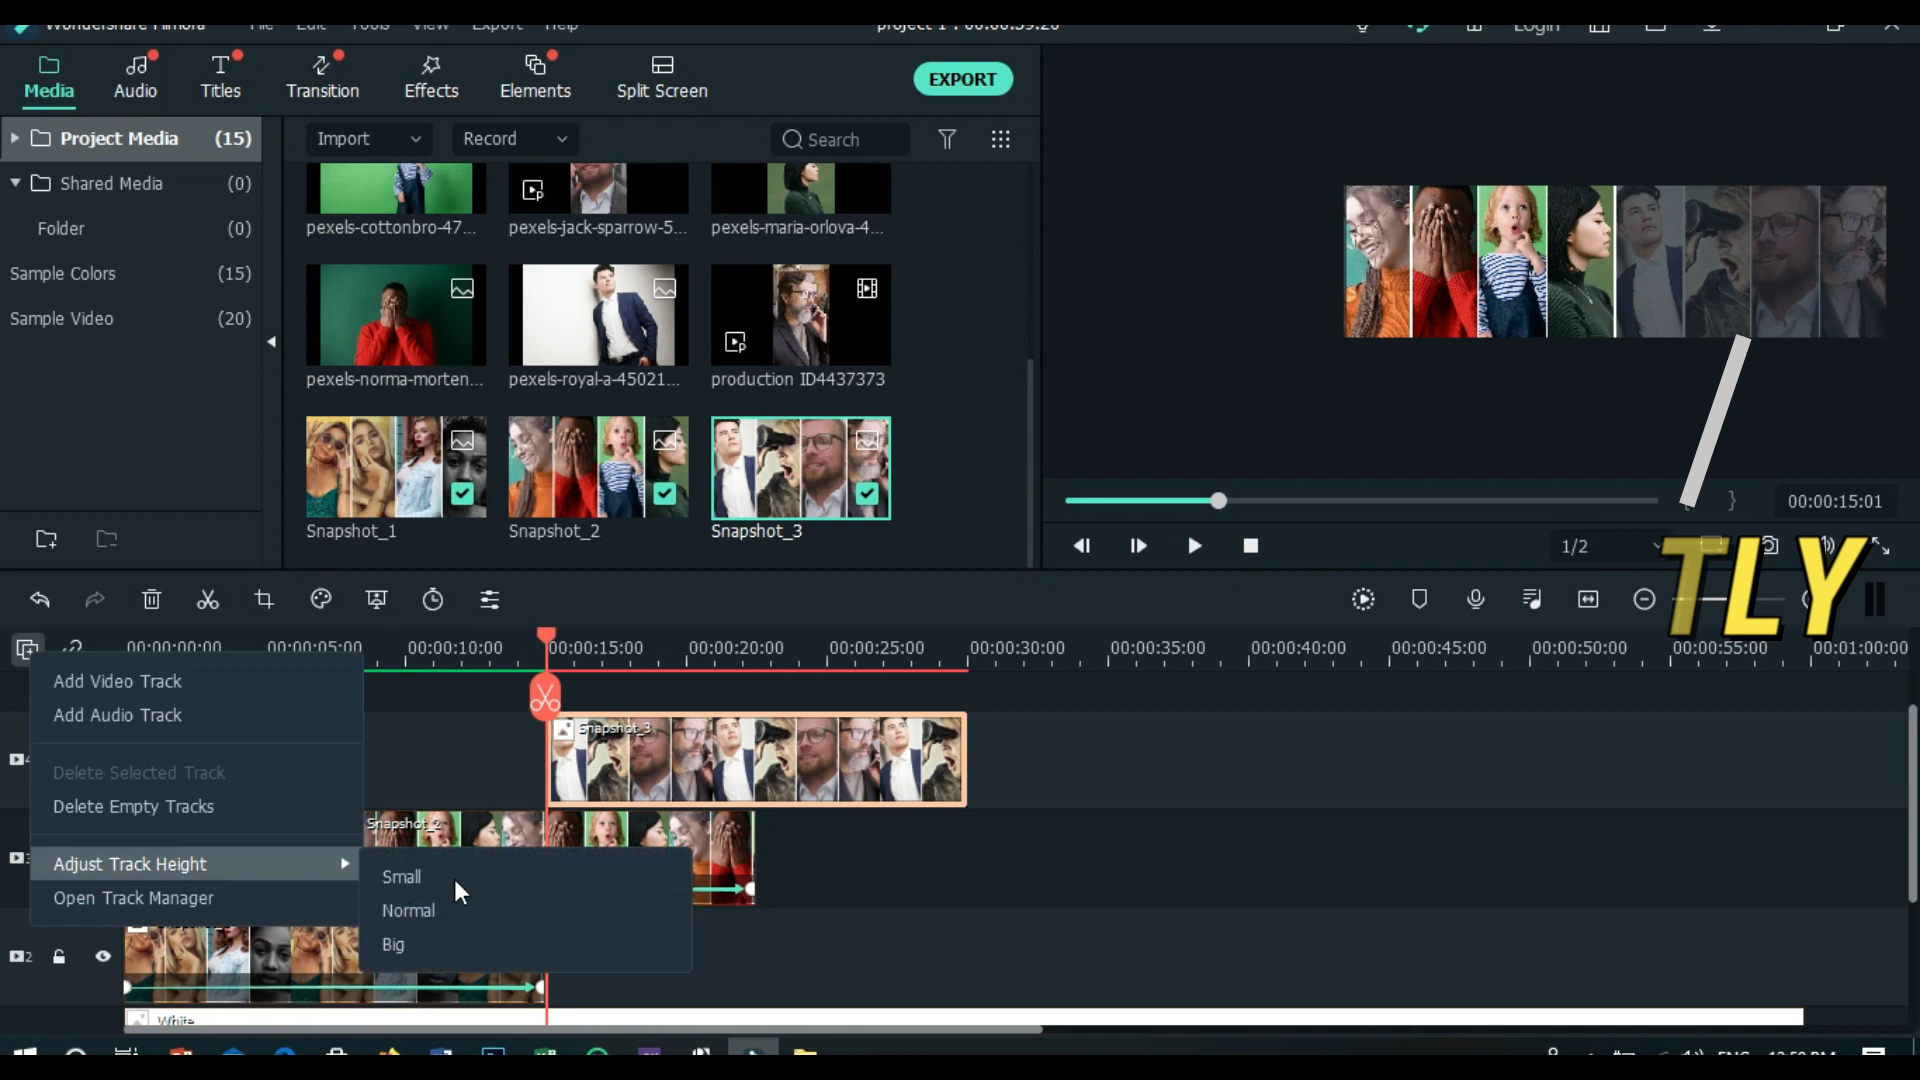 Wondershare Filmora File Edit Tools View Export Help
project 1 : 00:00:59:20
Login
Media
Audio
Titles
Transition
Effects
Elements
Split Screen
EXPORT
Project Media (15)
Shared Media (0)
Folder (0)
Sample Colors (15)
Sample Video (20)
Import
Record
Search
pexels-cottonbro-47...
pexels-jack-sparrow-5...
pexels-maria-orlova-4...
pexels-norma-morten...
pexels-royal-a-45021...
production ID4437373
Snapshot_1
Snapshot_2
Snapshot_3
00:00:15:01
1/2
TLY
00:00:00:00
00:00:05:00
00:00:10:00
00:00:15:00
00:00:20:00
00:00:25:00
00:00:30:00
00:00:35:00
00:00:40:00
00:00:45:00
00:00:50:00
00:00:55:00
00:01:00:00
Add Video Track
Add Audio Track
Delete Selected Track
Delete Empty Tracks
Adjust Track Height
Open Track Manager
Small
Normal
Big
Snapshot_3
Snapshot_2
2
White
ENG 12:50 PM